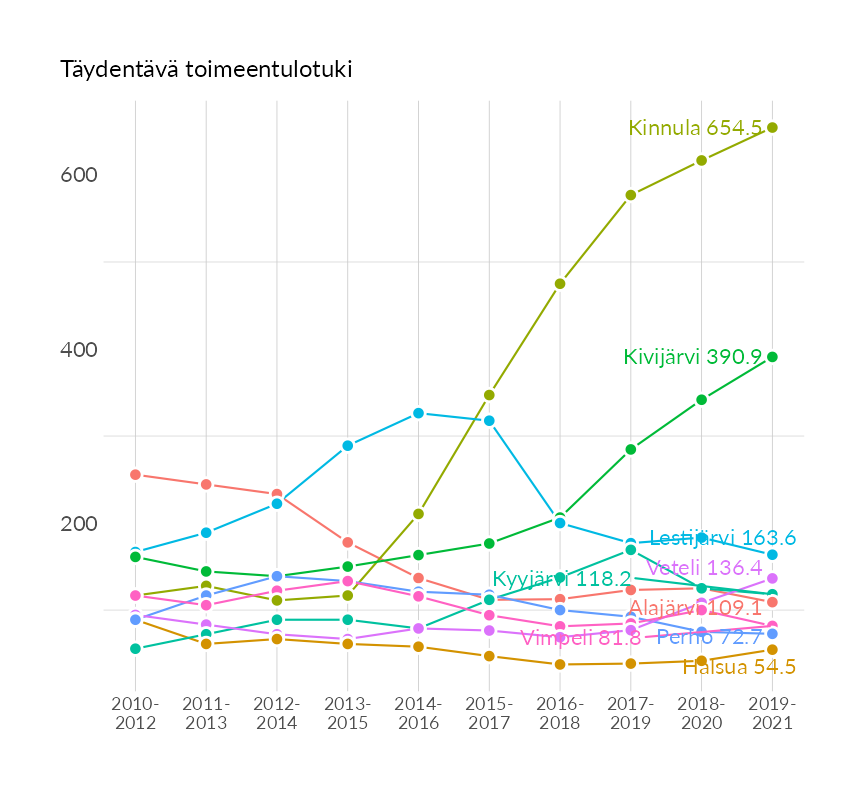 Täydentävä toimeentulotuki
Kinnula 654.5
600
400
Kivijärvi 390.9
200
Lestijärvi 163.6
Veteli 136.4
Kyyjärvi 118.2
Alajärvi 109.1
Vimpeli 81.8
Perho 72.7
Halsua 54.5
2010-
2012
2011-
2013
2012-
2014
2013-
2015
2014-
2016
2015-
2017
2016-
2018
2017-
2019
2018-
2020
2019-
2021